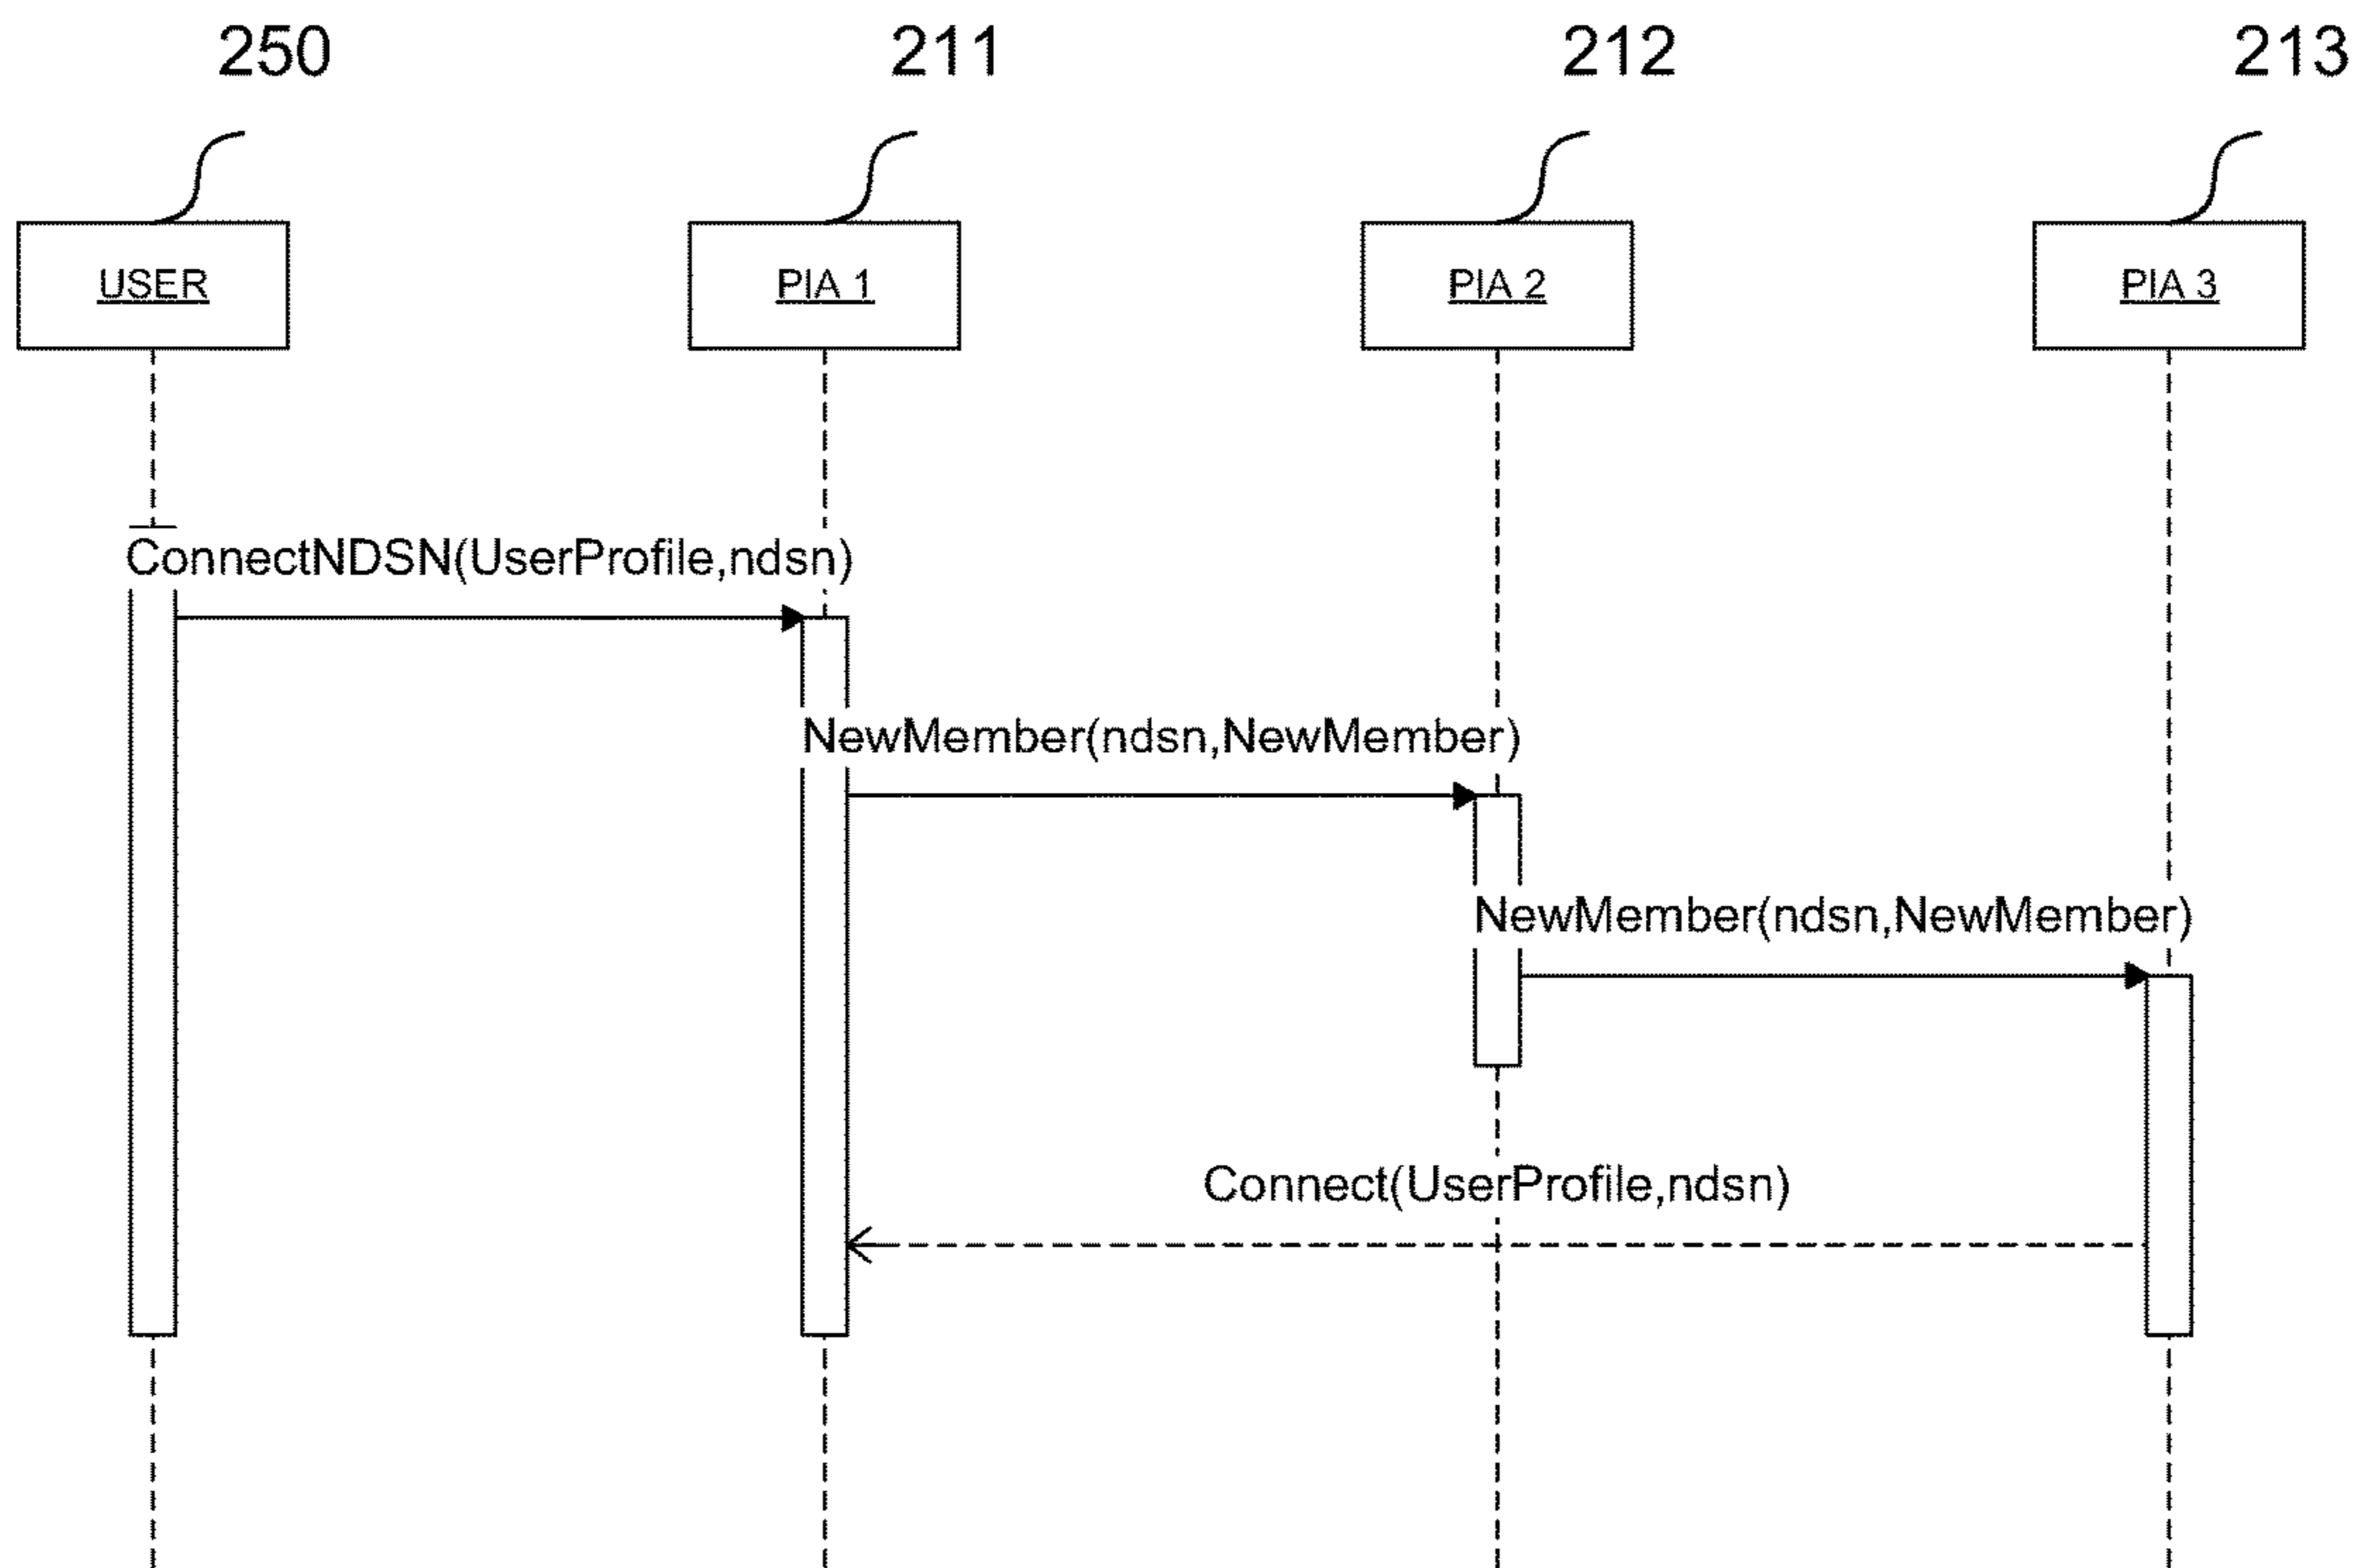 250 211 212 213
USER PIA 1 PIA 2 PIA 3
ConnectNDSN(UserProfile,ndsn)
NewMember(ndsn,NewMember)
NewMember(ndsn,NewMember)
Connect(UserProfile,ndsn)